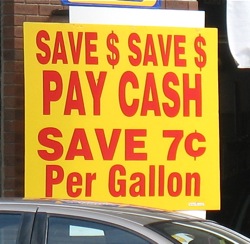 SAVE $ SAVE $
PAY CASH
SAVE 7¢
Per Gallon